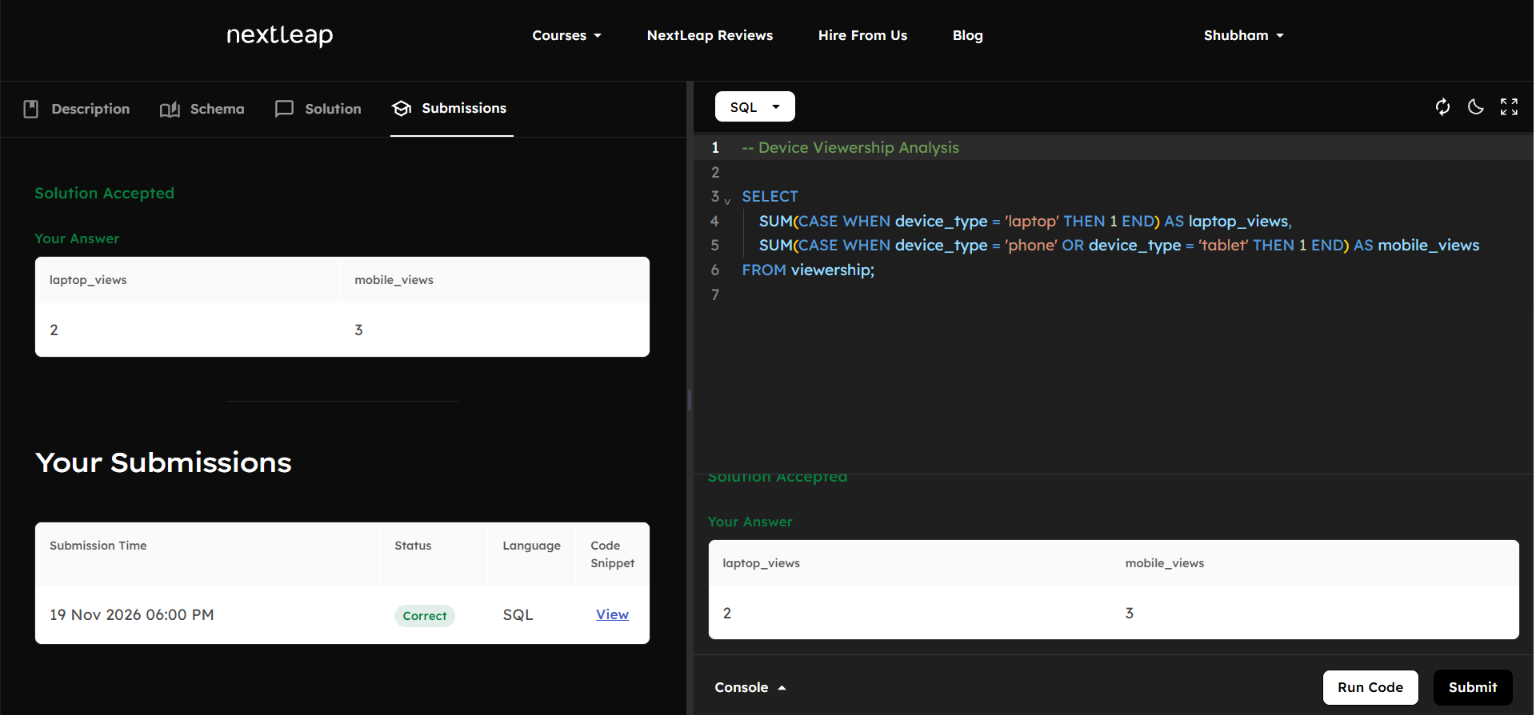 nextleap Courses NextLeap Reviews Hire From Us Blog Shubham
Description Schema Solution Submissions
Solution Accepted
Your Answer
laptop_views mobile_views
2 3
Your Submissions
Submission Time Status Language Code Snippet
19 Nov 2026 06:00 PM Correct SQL View
SQL
1 -- Device Viewership Analysis
2
3 SELECT
4 SUM(CASE WHEN device_type = 'laptop' THEN 1 END) AS laptop_views,
5 SUM(CASE WHEN device_type = 'phone' OR device_type = 'tablet' THEN 1 END) AS mobile_views
6 FROM viewership;
7
Solution Accepted
Your Answer
laptop_views mobile_views
2 3
Console Run Code Submit